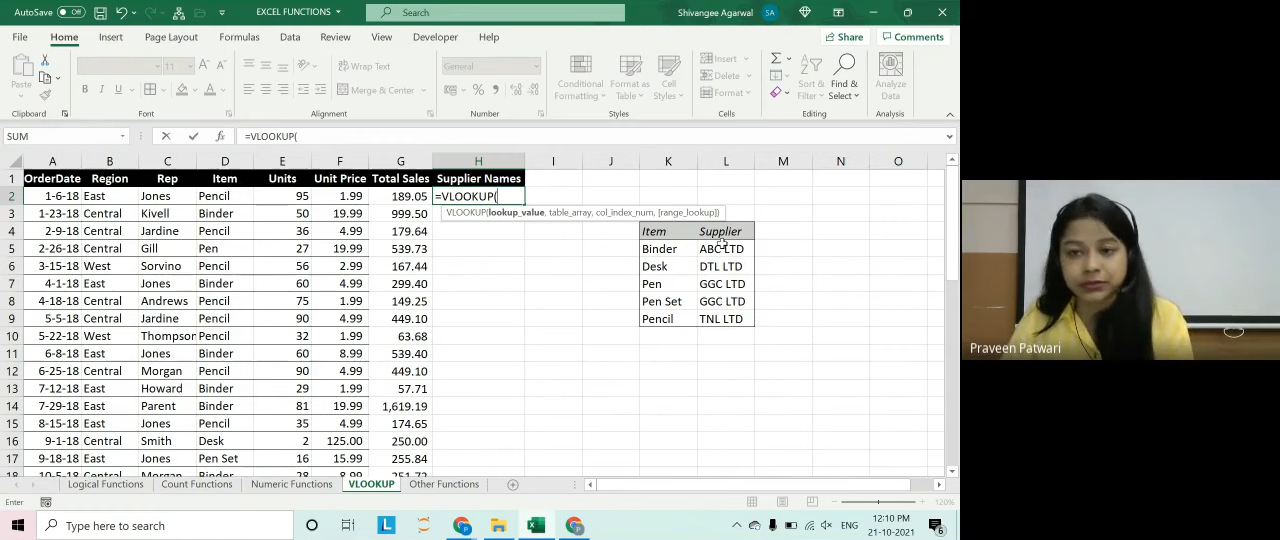 AutoSave Off EXCEL FUNCTIONS Search Shivangee Agarwal SA
File Home Insert Page Layout Formulas Data Review View Developer Help Share Comments
Paste 11 Wrap Text General Conditional Formatting Format as Table Cell Styles Insert Sort & Filter Find & Select Analyze Data
B I U Merge & Center Delete
Format
Clipboard Font Alignment Number Styles Cells Editing Analysis
SUM =VLOOKUP(
A B C D E F G H I J K L M N O
1 OrderDate Region Rep Item Units Unit Price Total Sales Supplier Names
2 1-6-18 East Jones Pencil 95 1.99 189.05 =VLOOKUP(
VLOOKUP(lookup_value, table_array, col_index_num, [range_lookup])
3 1-23-18 Central Kivell Binder 50 19.99 999.50
4 2-9-18 Central Jardine Pencil 36 4.99 179.64 Item Supplier
5 2-26-18 Central Gill Pen 27 19.99 539.73 Binder ABC LTD
6 3-15-18 West Sorvino Pencil 56 2.99 167.44 Desk DTL LTD
7 4-1-18 East Jones Binder 60 4.99 299.40 Pen GGC LTD
8 4-18-18 Central Andrews Pencil 75 1.99 149.25 Pen Set GGC LTD
9 5-5-18 Central Jardine Pencil 90 4.99 449.10 Pencil TNL LTD
10 5-22-18 West Thompson Pencil 32 1.99 63.68
11 6-8-18 East Jones Binder 60 8.99 539.40
12 6-25-18 Central Morgan Pencil 90 4.99 449.10
13 7-12-18 East Howard Binder 29 1.99 57.71
14 7-29-18 East Parent Binder 81 19.99 1,619.19
15 8-15-18 East Jones Pencil 35 4.99 174.65
16 9-1-18 Central Smith Desk 2 125.00 250.00
17 9-18-18 East Jones Pen Set 16 15.99 255.84
18 10-5-18 Central Morgan Binder 28 8.99 251.72
Logical Functions Count Functions Numeric Functions VLOOKUP Other Functions
Enter 120%
Type here to search L ENG 12:10 PM
21-10-2021 6
Praveen Patwari